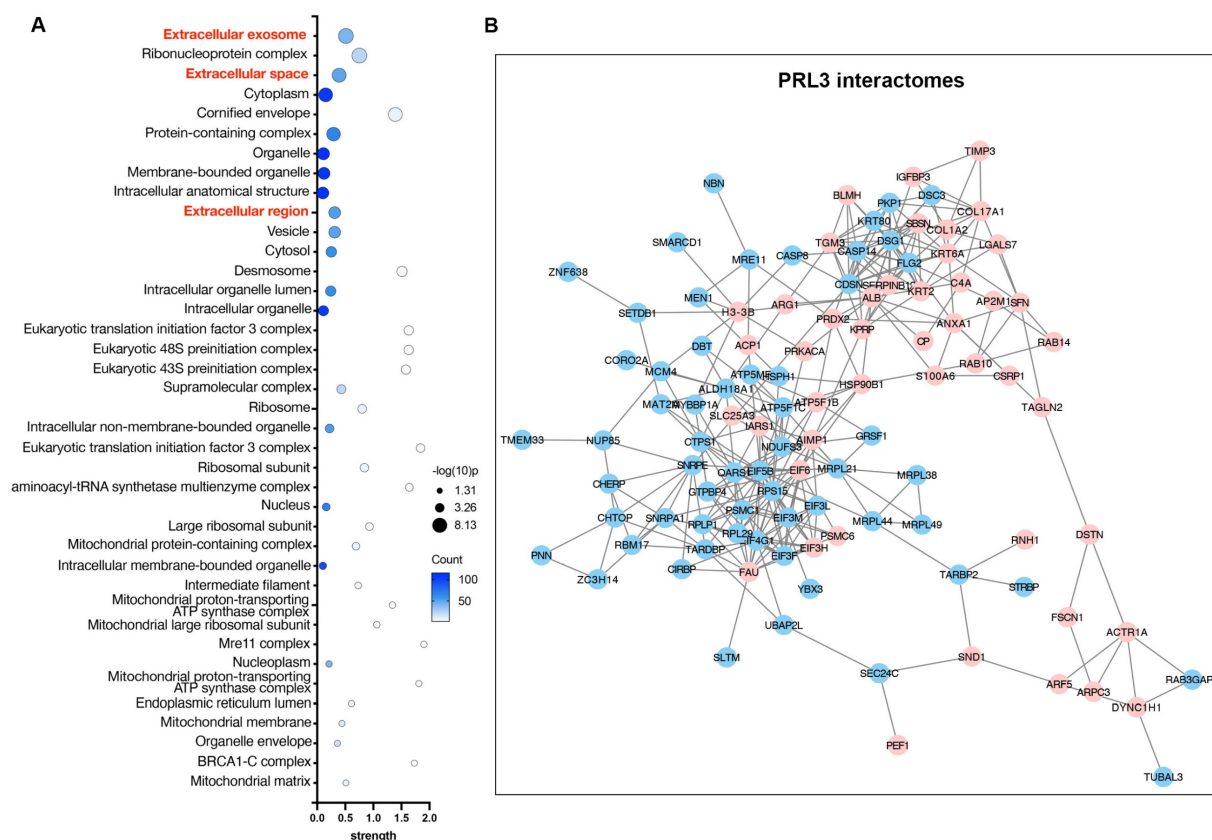 A
Extracellular exosome
Ribonucleoprotein complex
Extracellular space
Cytoplasm
Cornified envelope
Protein-containing complex
Organelle
Membrane-bounded organelle
Intracellular anatomical structure
Extracellular region
Vesicle
Cytosol
Desmosome
Intracellular organelle lumen
Intracellular organelle
Eukaryotic translation initiation factor 3 complex
Eukaryotic 48S preinitiation complex
Eukaryotic 43S preinitiation complex
Supramolecular complex
Ribosome
Intracellular non-membrane-bounded organelle
Eukaryotic translation initiation factor 3 complex
Ribosomal subunit
aminoacyl-tRNA synthetase multienzyme complex
Nucleus
Large ribosomal subunit
Mitochondrial protein-containing complex
Intracellular membrane-bounded organelle
Intermediate filament
Mitochondrial proton-transporting
ATP synthase complex
Mitochondrial large ribosomal subunit
Mre11 complex
Nucleoplasm
Mitochondrial proton-transporting
ATP synthase complex
Endoplasmic reticulum lumen
Mitochondrial membrane
Organelle envelope
BRCA1-C complex
Mitochondrial matrix
0.0 0.5 1.0 1.5 2.0
strength
-log(10)p
1.31
3.26
8.13
Count
100
50
B
PRL3 interactomes
TIMP3
IGFBP3
NBN
BLMH
DSC3
PKP1
COL17A1
KRT80
SBSN
COL1A2
SMARCD1
TGM3
DSG1
LGALS7
CASP8
CASP14
KRT6A
MRE11
FLG2
ZNF638
CDSN
C4A
KRT2
MEN1
ALB
AP2M1
SFN
ARG1
SETDB1
H3-3B
PRDX2
ANXA1
KPRP
CP
RAB14
DBT
ACP1
PRKACA
CORO2A
RAB10
MCM4
HSPH1
S100A6
CSRP1
HSP90B1
ALDH18A1
MAT2A
MYBBP1A
ATP5F1C
ATP5F1B
TAGLN2
SLC25A3
IARS1
GRSF1
TMEM33
NUP85
CTPS1
NDUFS3
AIMP1
SNRPE
QARS1
EIF5B
EIF6
MRPL21
MRPL38
CHERP
GTPBP4
RPS15
EIF3L
CHTOP
SNRPA1
RPLP1
PSMC1
EIF3M
MRPL44
MRPL49
RPL29
EIF4G1
PSMC6
DSTN
PNN
RBM17
TARDBP
EIF3F
EIF3H
RNH1
ZC3H14
CIRBP
FAU
TARBP2
STRBP
YBX3
FSCN1
UBAP2L
ACTR1A
SLTM
SND1
SEC24C
ARF5
ARPC3
RAB3GAP
DYNC1H1
PEF1
TUBAL3